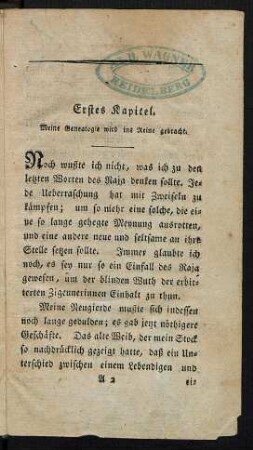 H. WAGNER
HEIDELBERG
Erstes Kapitel.
Meine Genealogie wird ins Reine gebracht.
Noch wußte ich nicht, was ich zu den
letzten Worten des Raja denken sollte. Je-
de Ueberraschung hat mit Zweifeln zu
kämpfen; um so mehr eine solche, die ei-
ne so lange gehegte Meynung ausrotten,
und eine andere neue und seltsame an ihre
Stelle setzen sollte. Immer glaubte ich
noch, es sey nur so ein Einfall des Raja
gewesen, um der blinden Wuth der erbit-
terten Zigeunerinnen Einhalt zu thun.
Meine Neugierde mußte sich indessen
noch lange gedulden; es gab jetzt nöthigere
Geschäfte. Das alte Weib, der mein Stock
so nachdrücklich gezeigt hatte, daß ein Un-
terschied zwischen einem Lebendigen und
A 2 ei-